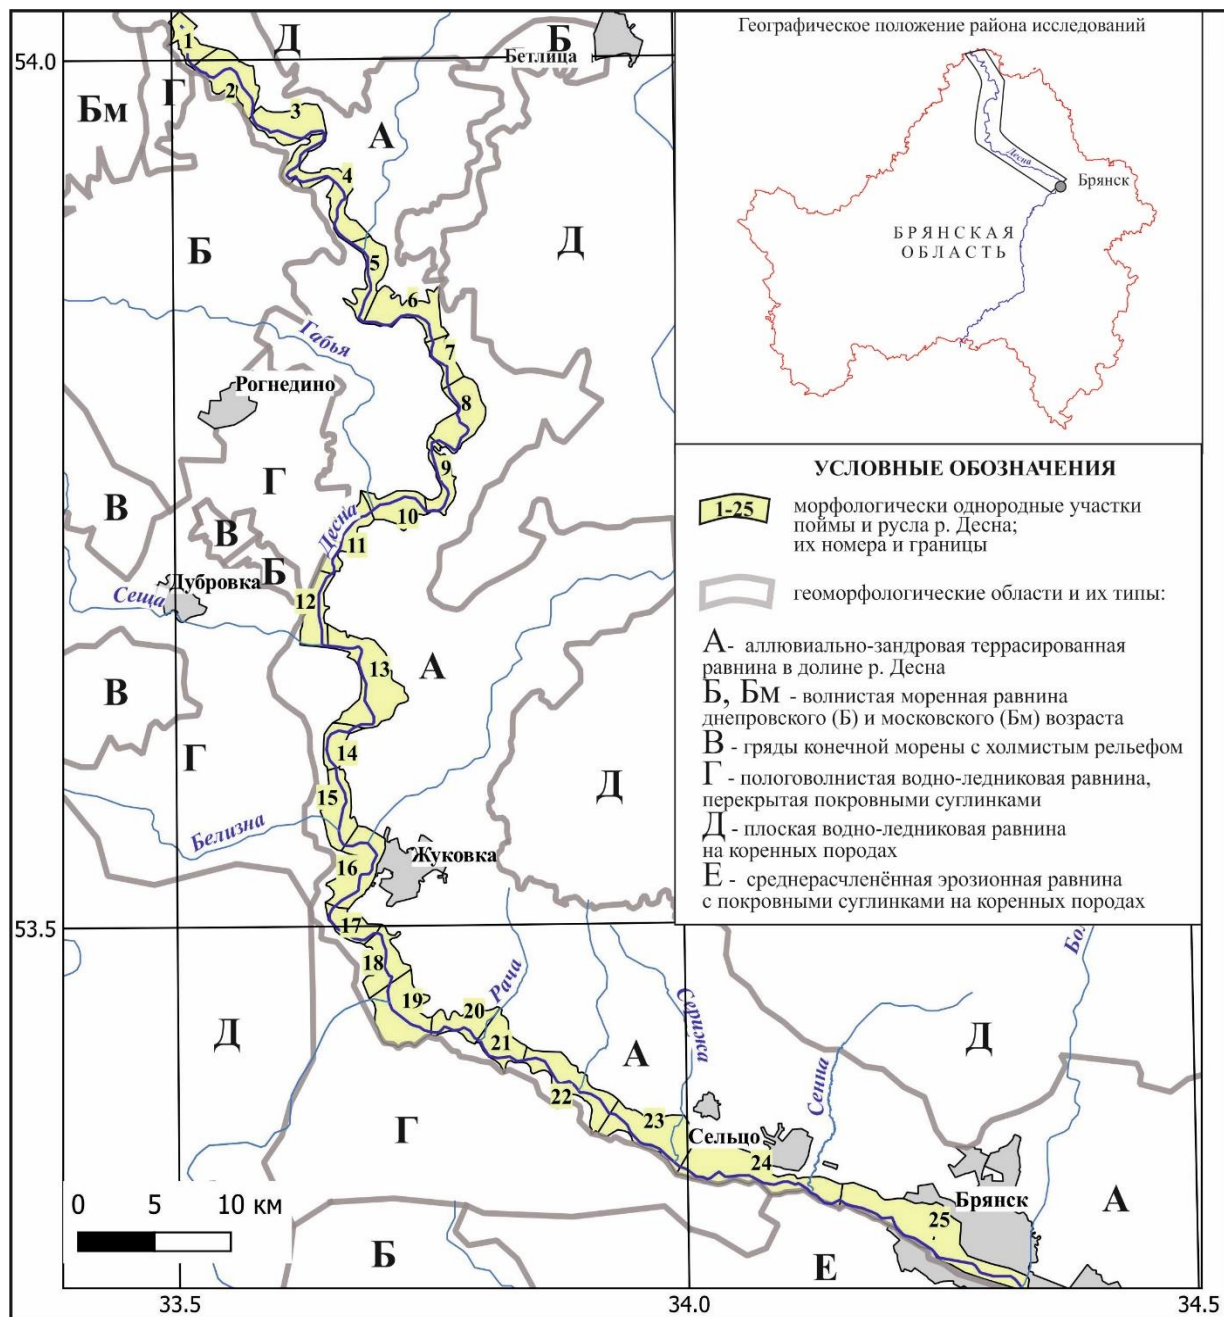 Географическое положение района исследований
Десна
Брянск
БРЯНСКАЯ
ОБЛАСТЬ
УСЛОВНЫЕ ОБОЗНАЧЕНИЯ
1-25
морфологически однородные участки
поймы и русла р. Десна;
их номера и границы
геоморфологические области и их типы:
А- аллювиально-зандровая террасированная
равнина в долине р. Десна
Б, Бм - волнистая моренная равнина
днепровского (Б) и московского (Бм) возраста
В - гряды конечной морены с холмистым рельефом
Г - пологоволнистая водно-ледниковая равнина,
перекрытая покровными суглинками
Д - плоская водно-ледниковая равнина
на коренных породах
Е - среднерасчленённая эрозионная равнина
с покровными суглинками на коренных породах
1
Д
Б
Бетлица
54.0
Г
2
Бм
3
А
4
Б
Д
5
6
Габья
7
Рогнедино
8
9
Г
В
10
Десна
В
11
Б
Дубровка
Сеща
12
А
13
В
Г
14
Д
15
Белизна
Жуковка
16
53.5
17
18
Рача
19
20
Серижа
Д
21
А
Д
Сенна
22
23
Г
Сельцо
24
0 5 10 км
Брянск
А
25
Б
Е
33.5
34.0
34.5